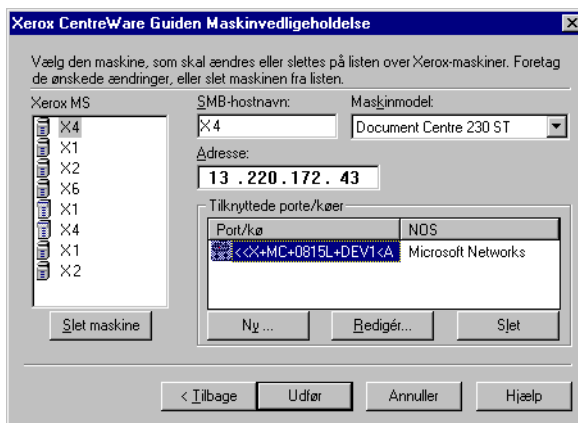 Xerox CentreWare Guiden Maskinvedligeholdelse
Vælg den maskine, som skal ændres eller slettes på listen over Xerox-maskiner. Foretag
de ønskede ændringer, eller slet maskinen fra listen.
Xerox MS
X4
X1
X2
X6
X1
X4
X1
X2
Slet maskine
SMB-hostnavn:
X4
Maskinmodel:
Document Centre 230 ST
Adresse:
13 .220.172. 43
Tilknyttede porte/køer
Port/kø NOS
<<X+MC+0815L+DEV1<A Microsoft Networks
Ny ... Redigér... Slet
< Tilbage Udfør Annuller Hjælp